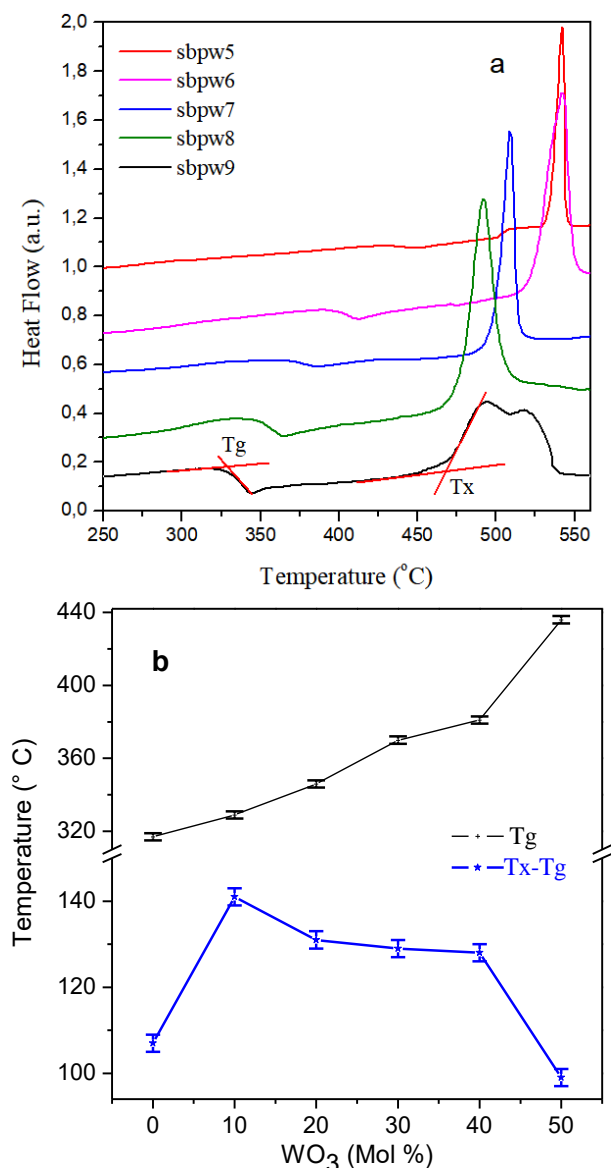 2,0
1,8
1,6
1,4
1,2
1,0
0,8
0,6
0,4
0,2
0,0
Heat Flow (a.u.)
sbpw5
sbpw6
sbpw7
sbpw8
sbpw9
a
Tg
Tx
250 300 350 400 450 500 550
Temperature (°C)
440
400
360
320
140
120
100
Temperature (° C)
b
Tg
Tx-Tg
0 10 20 30 40 50
WO₃ (Mol %)